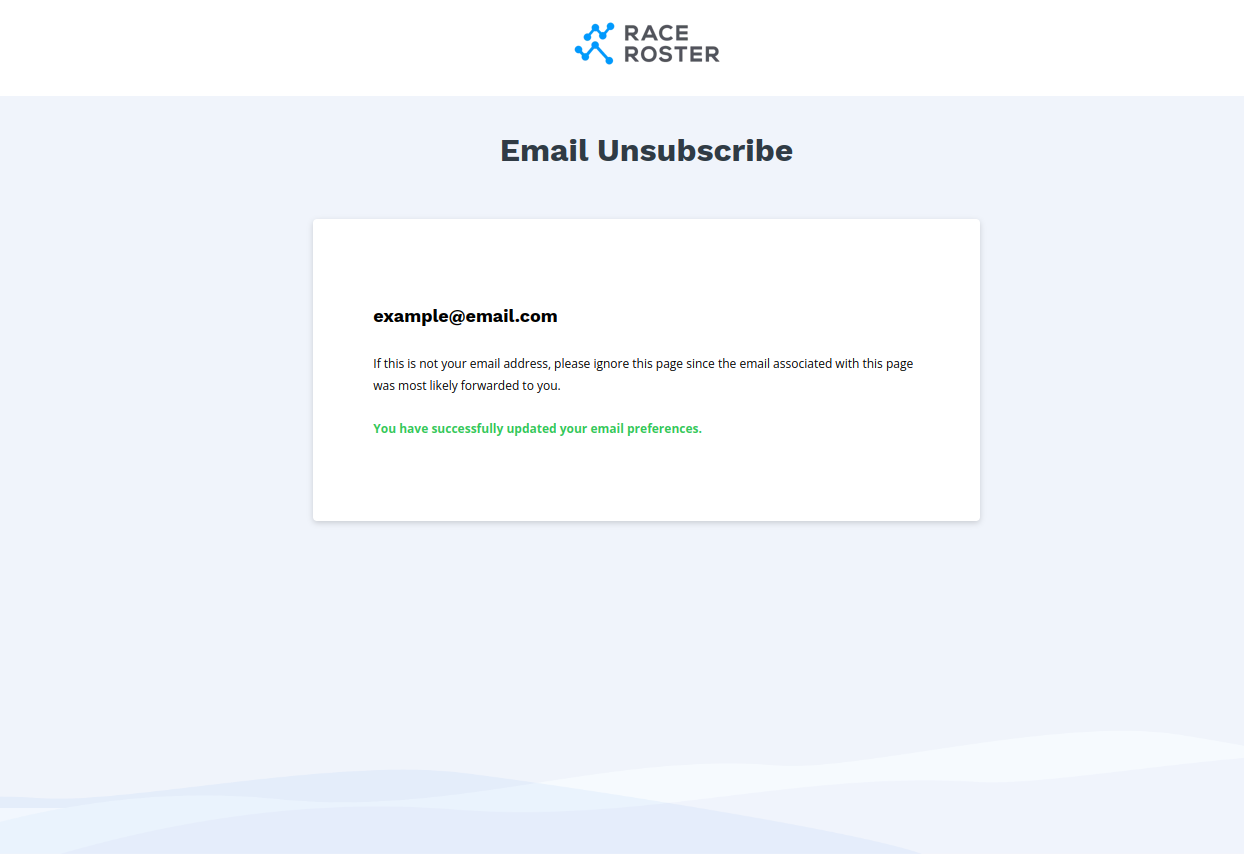 RACE
ROSTER
Email Unsubscribe
example@email.com
If this is not your email address, please ignore this page since the email associated with this page
was most likely forwarded to you.
You have successfully updated your email preferences.